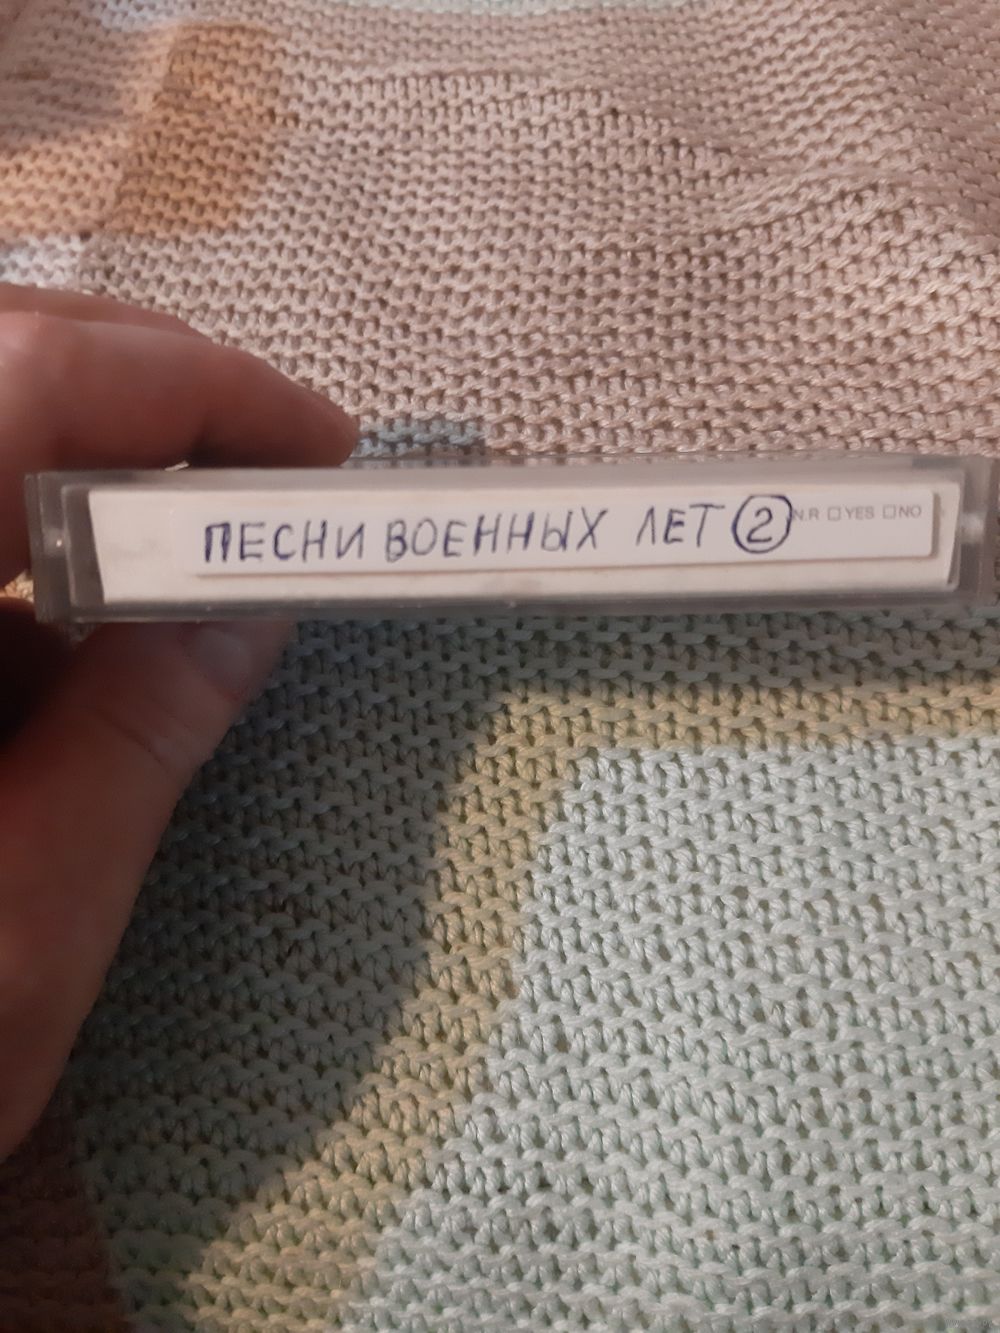 ПЕСНИ ВОЕННЫХ ЛЕТ 2 N.R □YES □NO